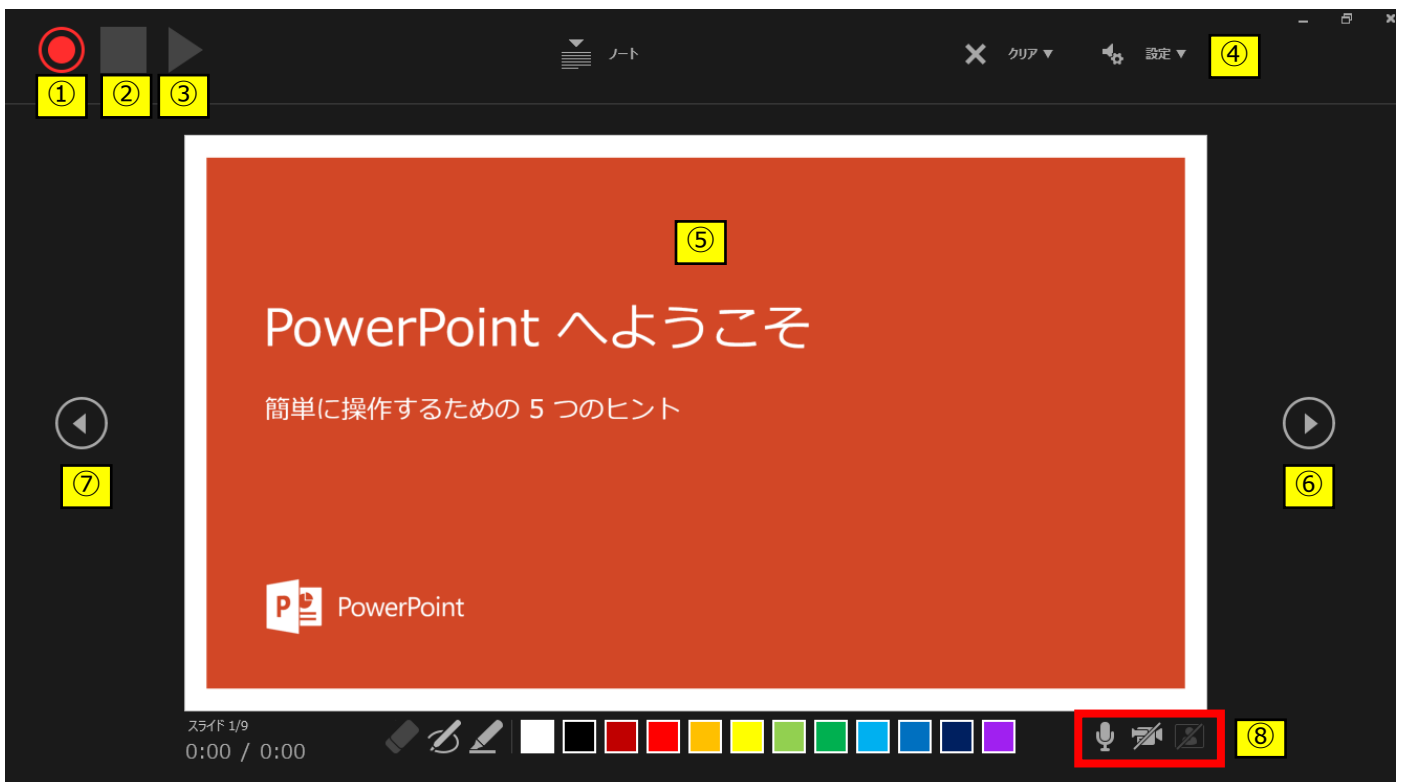 ノート
クリア ▼
設定 ▼
④
① ② ③
⑤
PowerPoint へようこそ
簡単に操作するための 5 つのヒント
⑦
⑥
P PowerPoint
スライド 1/9
0:00 / 0:00
⑧